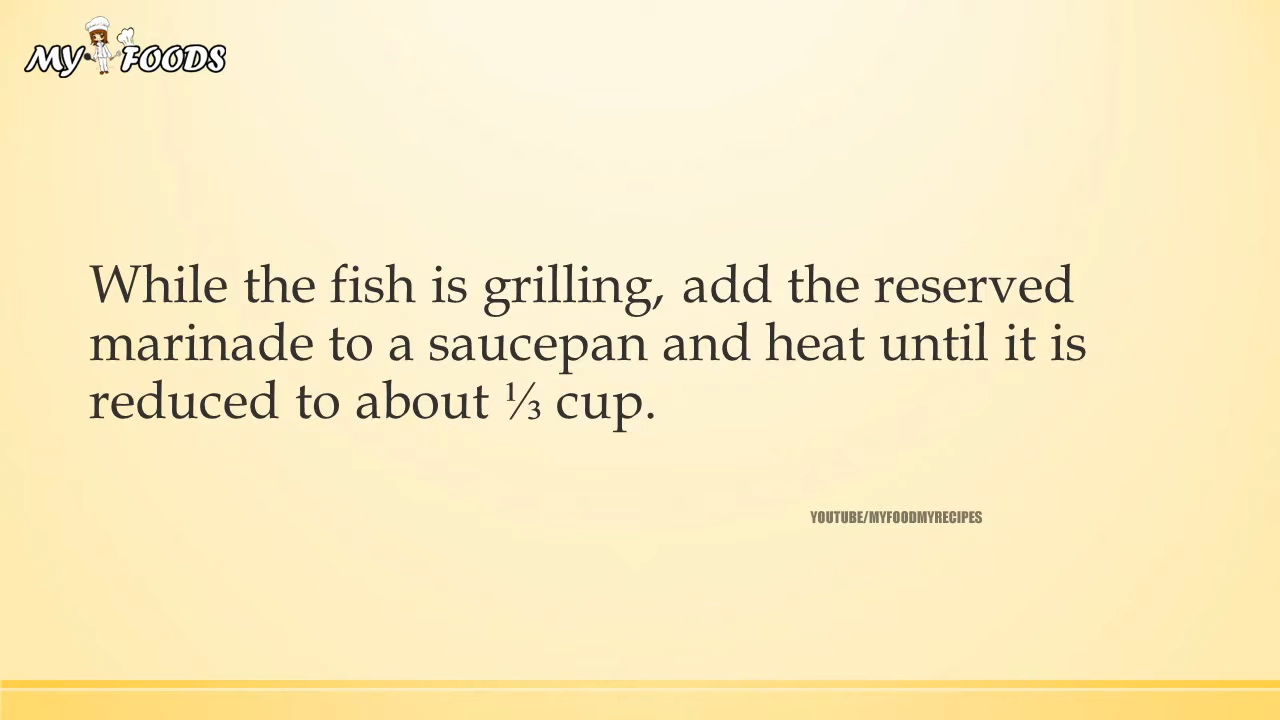 MY FOODS
While the fish is grilling, add the reserved
marinade to a saucepan and heat until it is
reduced to about ⅓ cup.
YOUTUBE/MYFOODMYRECIPES